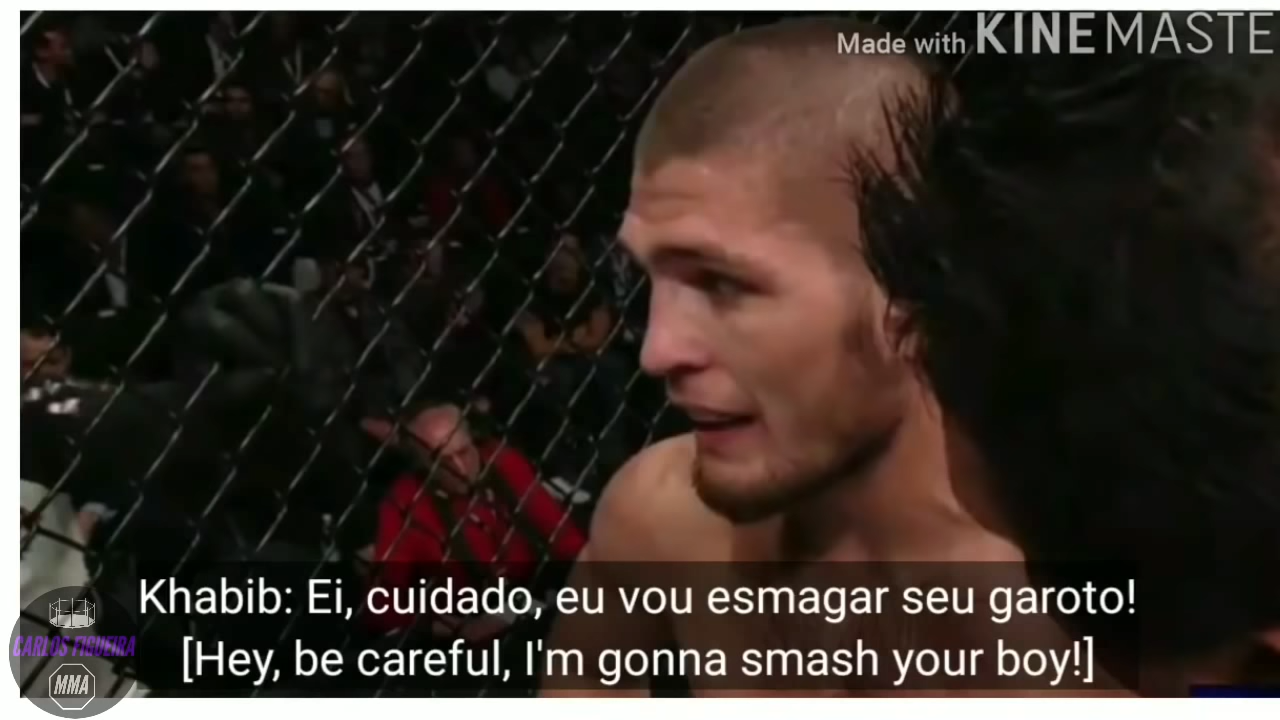 Made with KINEMASTE
Khabib: Ei, cuidado, eu vou esmagar seu garoto!
[Hey, be careful, I'm gonna smash your boy!]
CARLOS FIGUEIRA
MMA